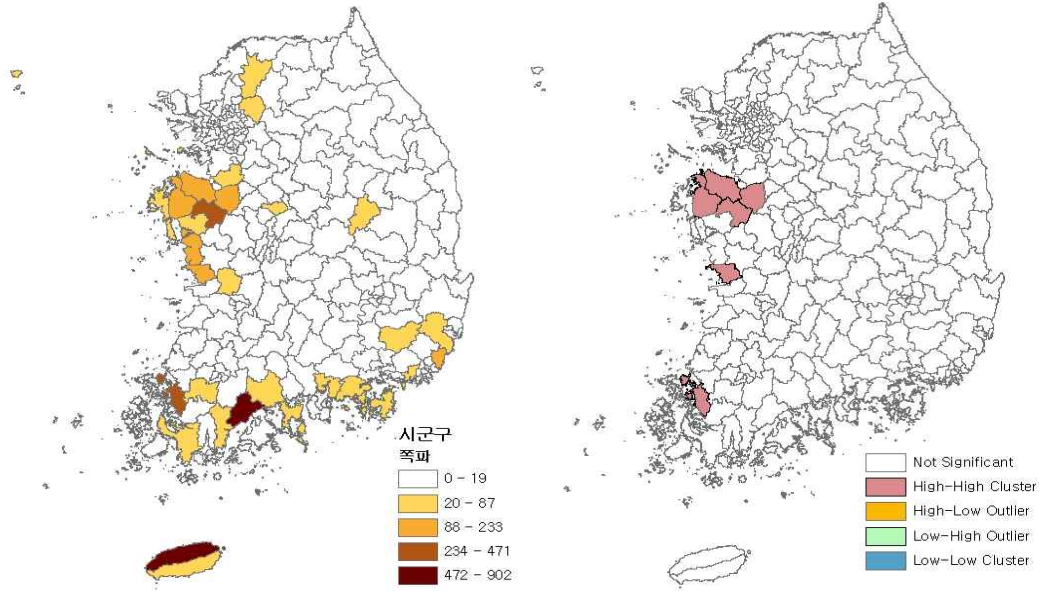 시군구
쪽파
0 - 19
20 - 87
88 - 233
234 - 471
472 - 902
Not Significant
High-High Cluster
High-Low Outlier
Low-High Outlier
Low-Low Cluster